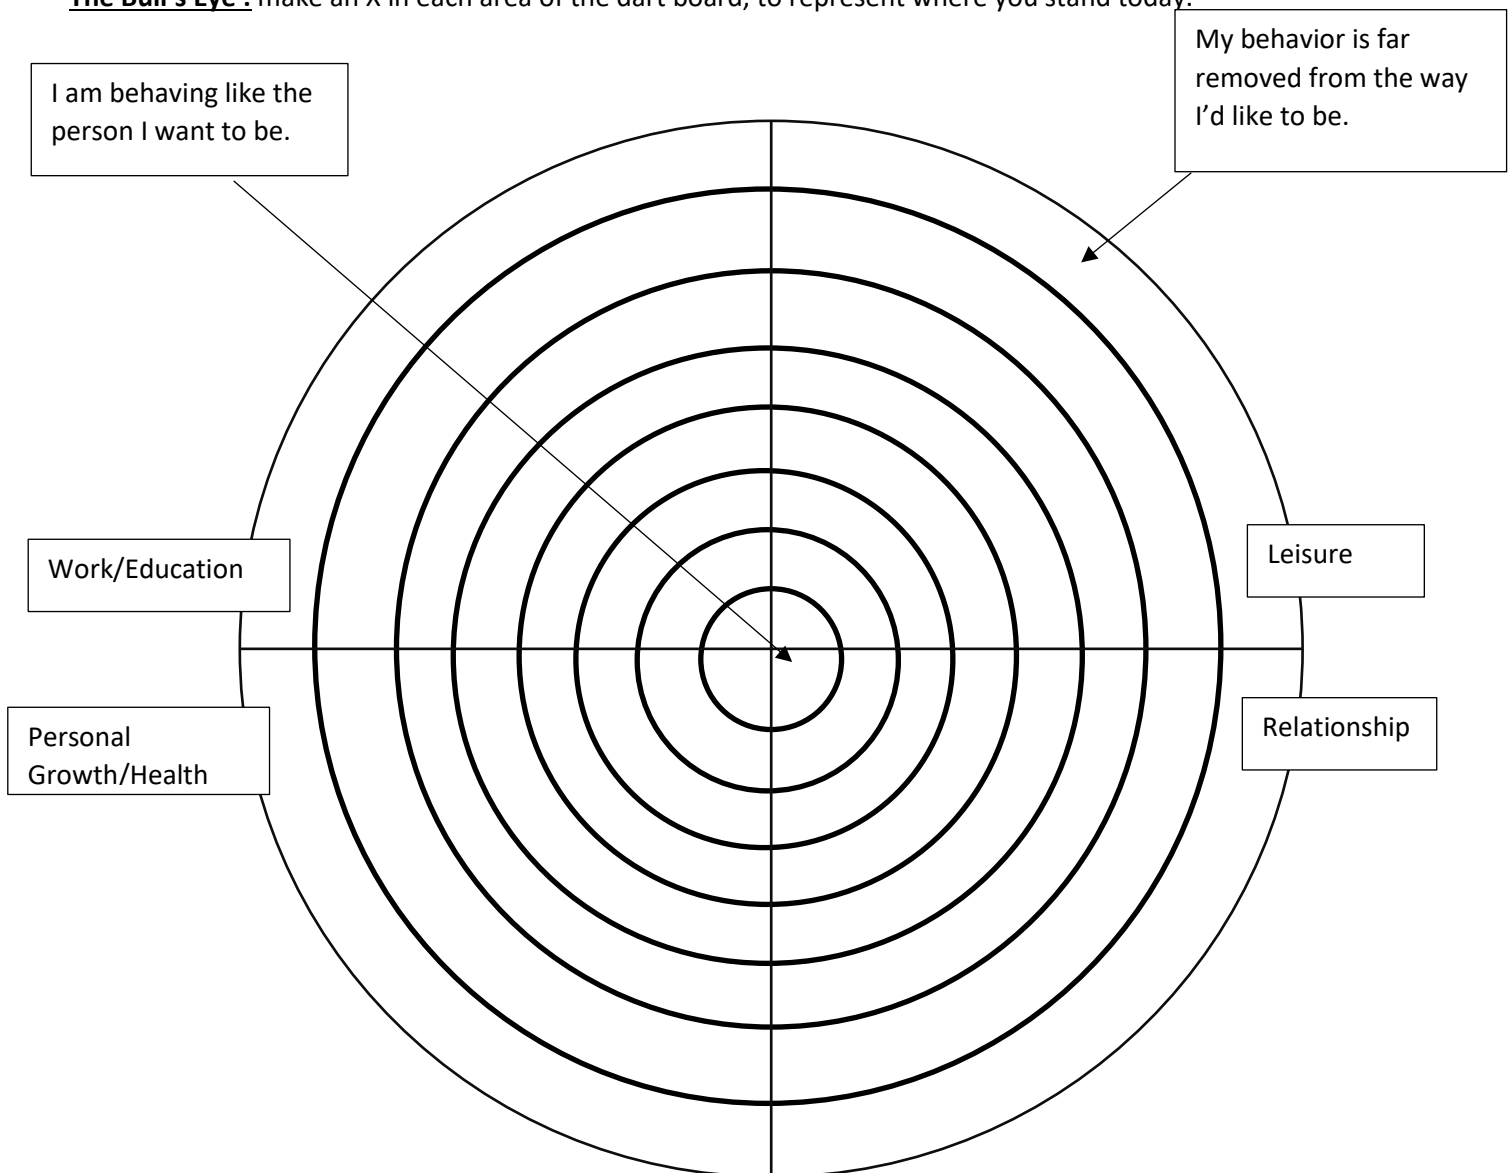 The Bull's Eye : make an X in each area of the dart board, to represent where you stand today.
My behavior is far
removed from the way
I'd like to be.
I am behaving like the
person I want to be.
Work/Education
Leisure
Personal
Growth/Health
Relationship